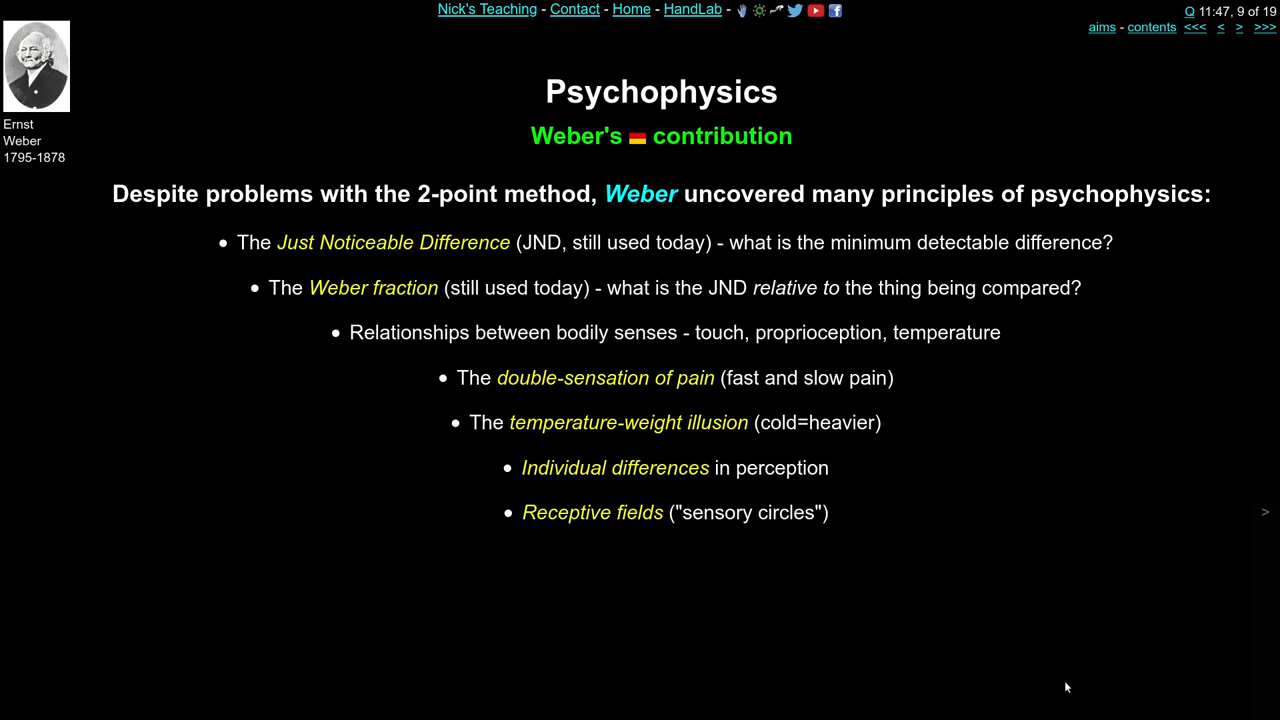 Nick's Teaching - Contact - Home - HandLab -
Q 11:47, 9 of 19
aims - contents <<< < > >>>
Ernst
Weber
1795-1878
Psychophysics
Weber's contribution
Despite problems with the 2-point method, Weber uncovered many principles of psychophysics:
• The Just Noticeable Difference (JND, still used today) - what is the minimum detectable difference?
• The Weber fraction (still used today) - what is the JND relative to the thing being compared?
• Relationships between bodily senses - touch, proprioception, temperature
• The double-sensation of pain (fast and slow pain)
• The temperature-weight illusion (cold=heavier)
• Individual differences in perception
• Receptive fields ("sensory circles")
>